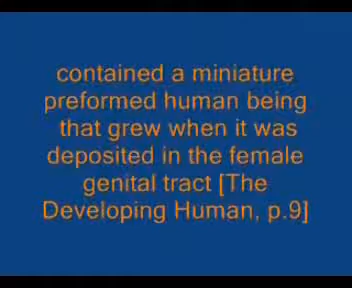 contained a miniature
preformed human being
that grew when it was
deposited in the female
genital tract [The
Developing Human, p.9]